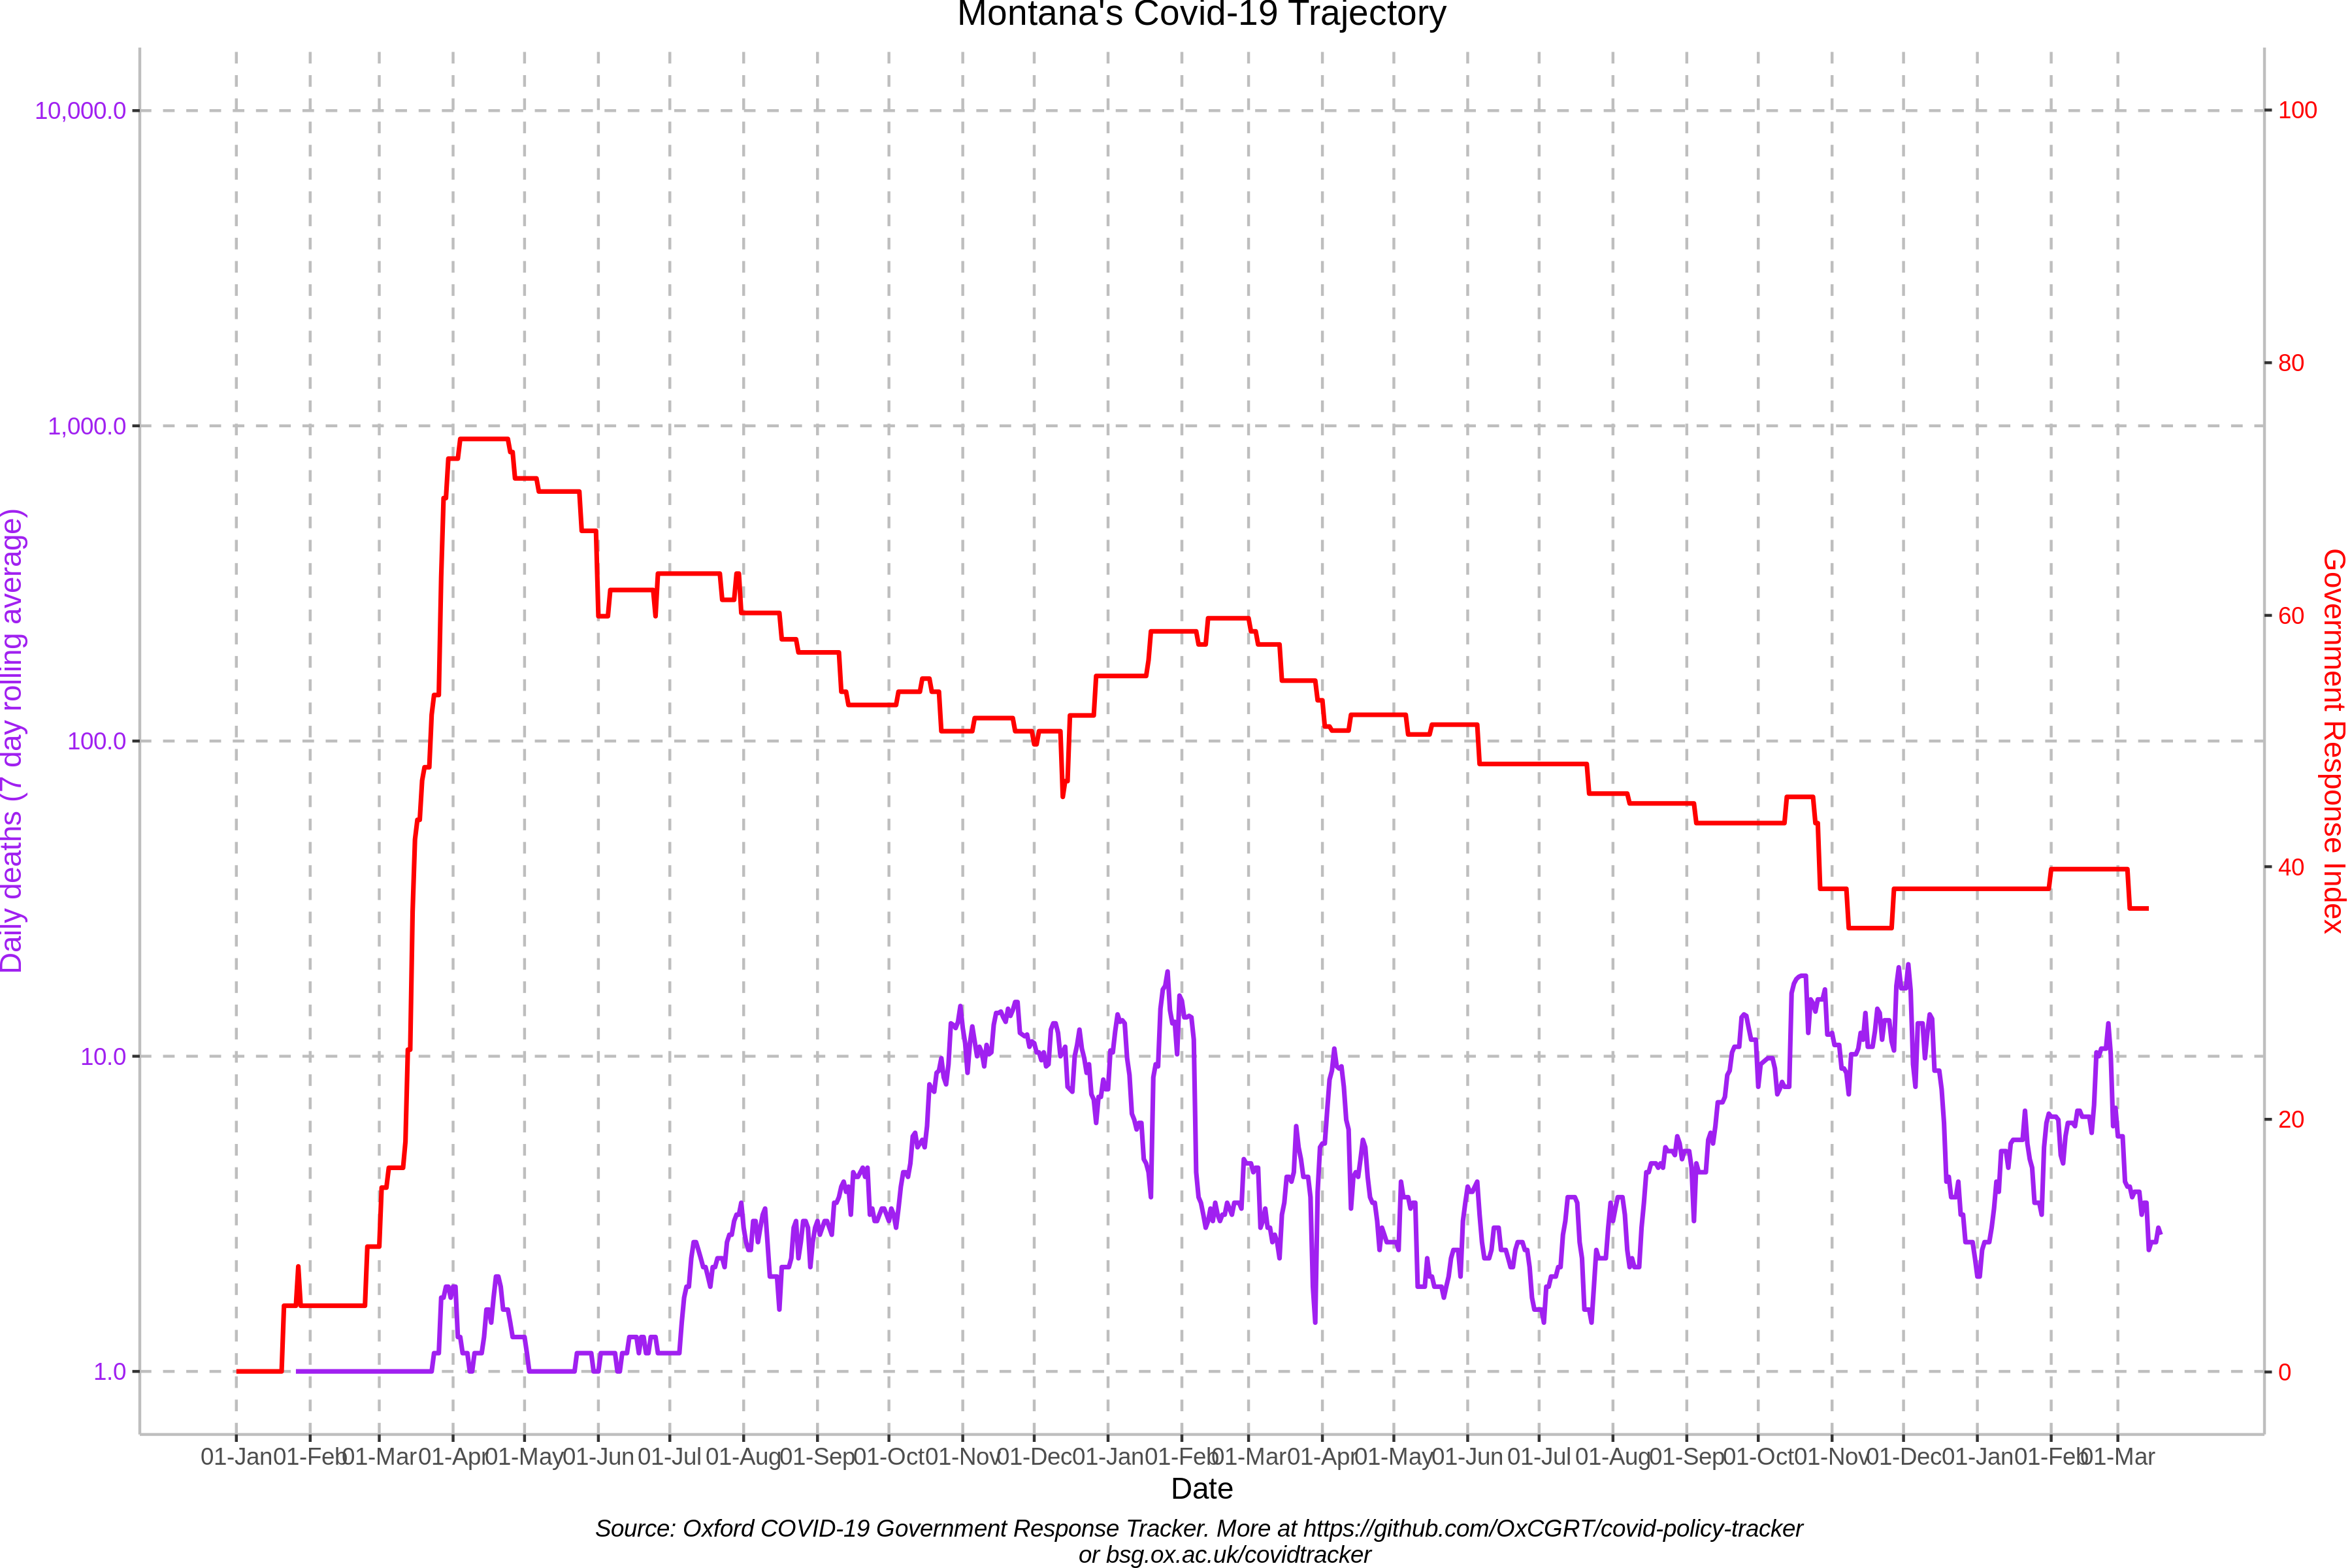 Montana's Covid-19 Trajectory
10,000.0
1,000.0
100.0
10.0
1.0
Daily deaths (7 day rolling average)
100
80
60
40
20
0
Government Response Index
01-Jan 01-Feb 01-Mar 01-Apr 01-May 01-Jun 01-Jul 01-Aug 01-Sep 01-Oct 01-Nov 01-Dec 01-Jan 01-Feb 01-Mar 01-Apr 01-May 01-Jun 01-Jul 01-Aug 01-Sep 01-Oct 01-Nov 01-Dec 01-Jan 01-Feb 01-Mar
Date
Source: Oxford COVID-19 Government Response Tracker. More at https://github.com/OxCGRT/covid-policy-tracker
or bsg.ox.ac.uk/covidtracker